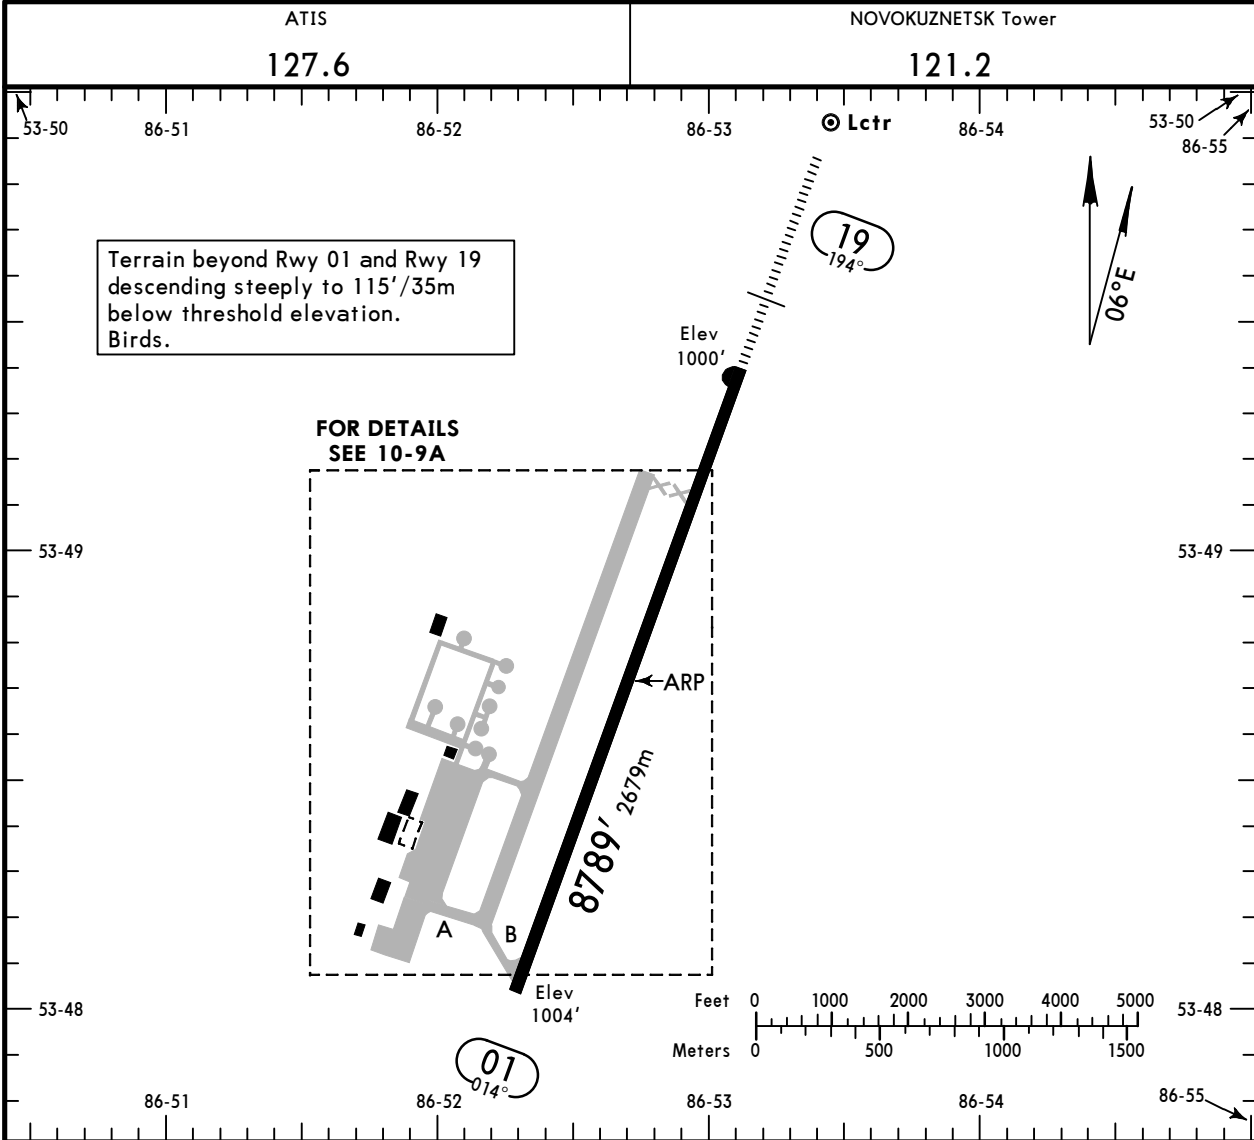 ATIS
127.6
NOVOKUZNETSK Tower
121.2
53-50
86-51
86-52
86-53
Lctr
86-54
53-50
86-55
19
194°
06°E
Terrain beyond Rwy 01 and Rwy 19
descending steeply to 115'/35m
below threshold elevation.
Birds.
Elev
1000'
FOR DETAILS
SEE 10-9A
53-49
53-49
ARP
8789' 2679m
A
B
Elev
1004'
53-48
53-48
Feet 0 1000 2000 3000 4000 5000
Meters 0 500 1000 1500
01
014°
86-51
86-52
86-53
86-54
86-55